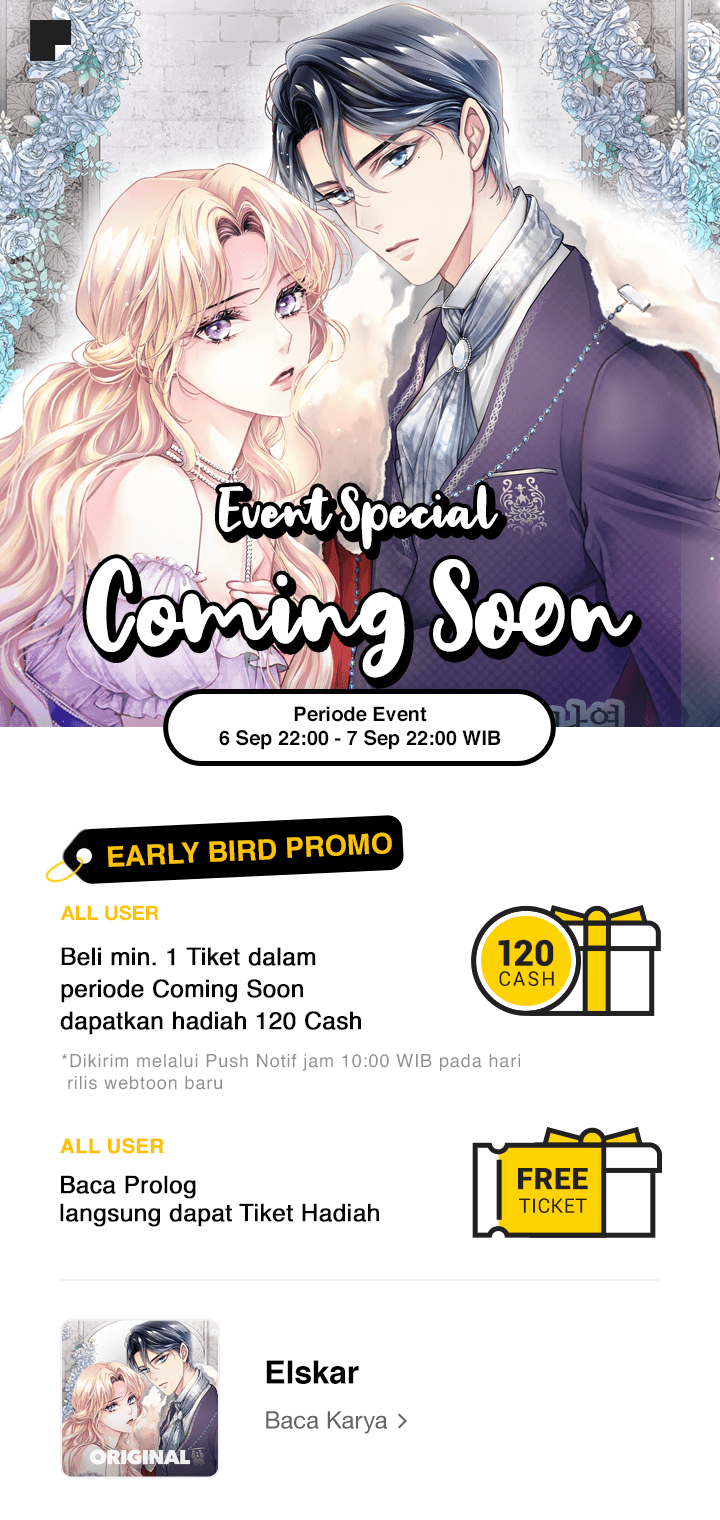 Event Special
Coming Soon
Periode Event
6 Sep 22:00 - 7 Sep 22:00 WIB
EARLY BIRD PROMO
ALL USER
Beli min. 1 Tiket dalam
periode Coming Soon
dapatkan hadiah 120 Cash
120
CASH
*Dikirim melalui Push Notif jam 10:00 WIB pada hari
rilis webtoon baru
ALL USER
Baca Prolog
langsung dapat Tiket Hadiah
FREE
TICKET
ORIGINAL
Elskar
Baca Karya >